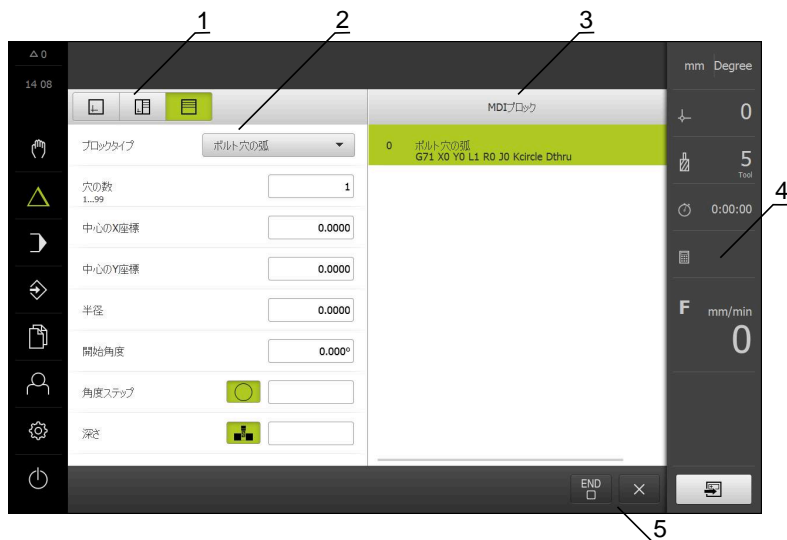 1
2
3
4
5
△ 0
14 08
ブロックタイプ
ボルト穴の弧
穴の数
1...99
1
中心のX座標
0.0000
中心のY座標
0.0000
半径
0.0000
開始角度
0.000°
角度ステップ
深さ
MDIブロック
0 ボルト穴の弧
G71 X0 Y0 L1 R0 J0 Kcircle Dthru
END
mm Degree
0
5
Tool
0:00:00
F mm/min
0